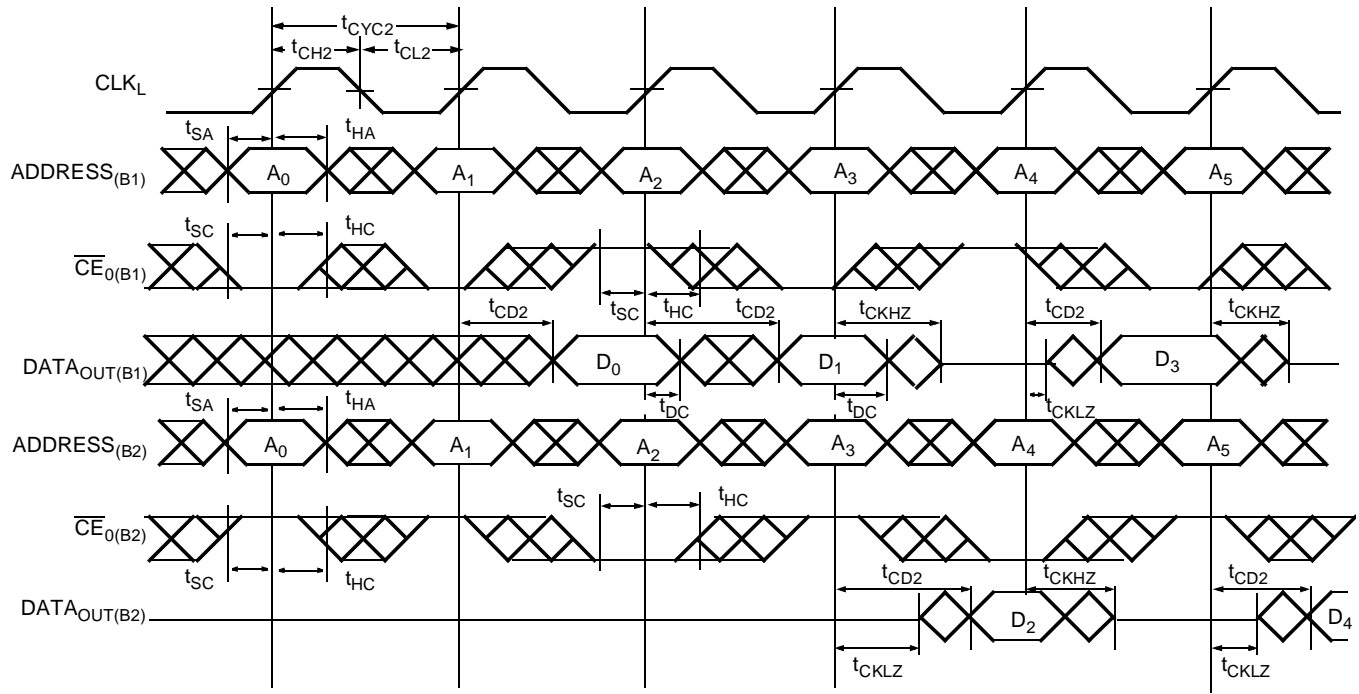 tCYC2
tCH2 tCL2
CLKL
tSA tHA
ADDRESS(B1) A0 A1 A2 A3 A4 A5
tSC tHC
CE0(B1)
tSC tHC
tCD2 tCD2 tCKHZ tCD2 tCKHZ
DATAOUT(B1) D0 D1 D3
tSA tHA tDC tDC tCKLZ
ADDRESS(B2) A0 A1 A2 A3 A4 A5
tSC tHC
CE0(B2)
tSC tHC
tCD2 tCKHZ tCD2
DATAOUT(B2) D2 D4
tCKLZ tCKLZ